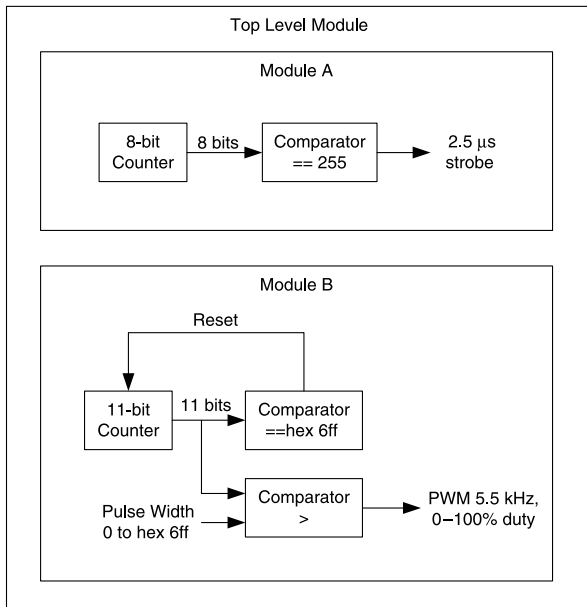 Top Level Module
Module A
8-bit
Counter
8 bits
Comparator
== 255
2.5 μs
strobe
Module B
Reset
11-bit
Counter
11 bits
Comparator
==hex 6ff
Pulse Width
0 to hex 6ff
Comparator
>
PWM 5.5 kHz,
0–100% duty